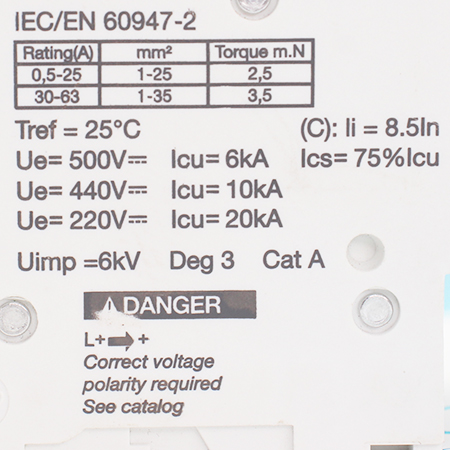 IEC/EN 60947-2
Rating(A) mm² Torque m.N
0,5-25 1-25 2,5
30-63 1-35 3,5
Tref = 25°C (C): Ii = 8.5In
Ue= 500V⎓ Icu= 6kA Ics= 75%Icu
Ue= 440V⎓ Icu= 10kA
Ue= 220V⎓ Icu= 20kA
Uimp =6kV Deg 3 Cat A
⚠ DANGER
L+ ➡ +
Correct voltage
polarity required
See catalog